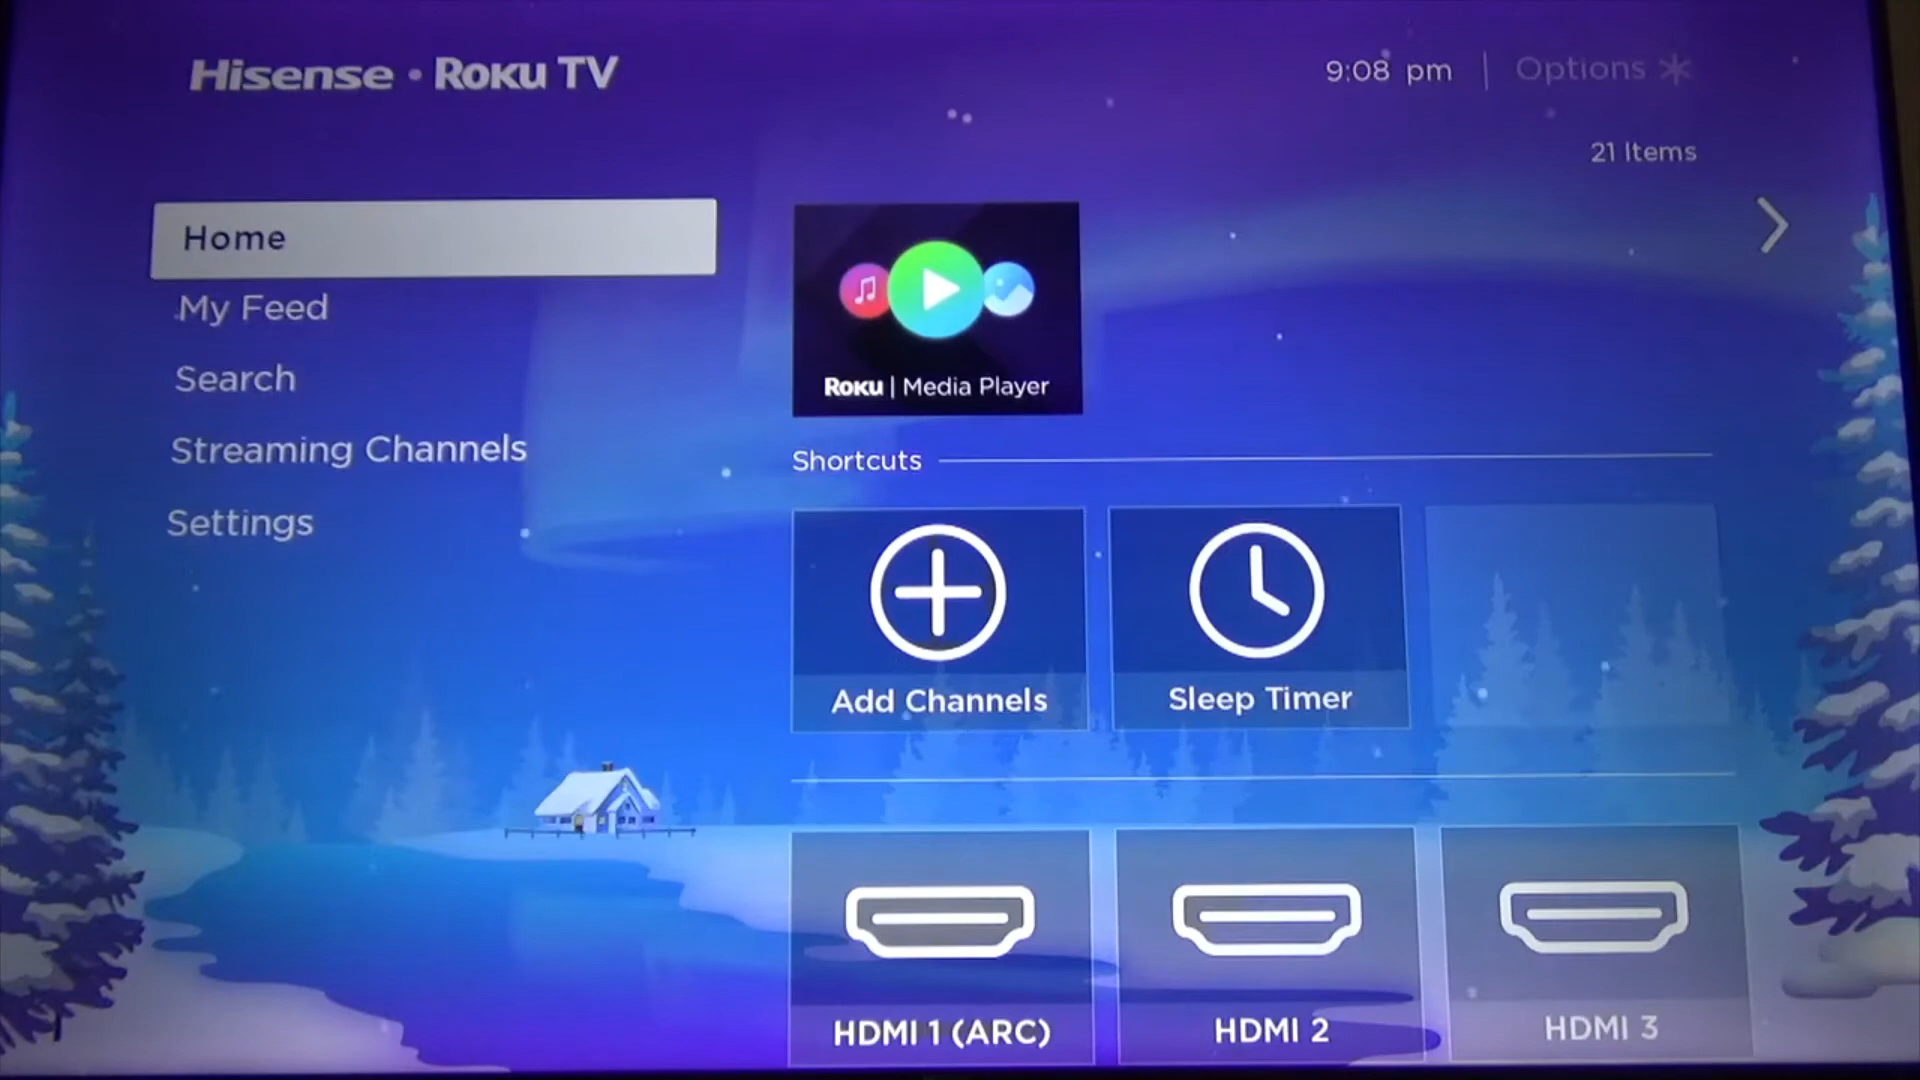 Hisense • Roku TV
9:08 pm | Options ✳
21 Items
Home
My Feed
Search
Streaming Channels
Settings
Roku | Media Player
Shortcuts
Add Channels
Sleep Timer
HDMI 1 (ARC)
HDMI 2
HDMI 3